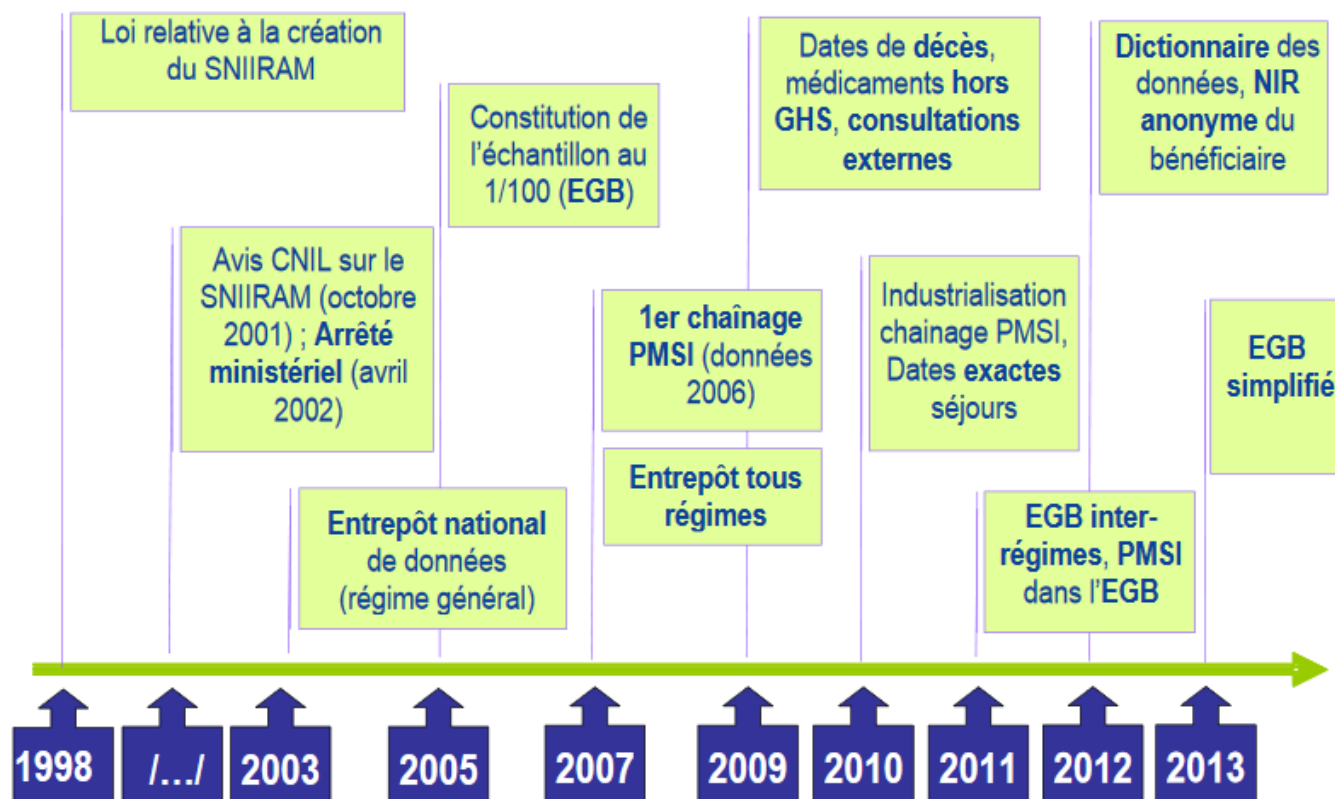 Loi relative à la création
du SNIIRAM
Avis CNIL sur le
SNIIRAM (octobre
2001) ; Arrêté
ministériel (avril
2002)
Entrepôt national
de données
(régime général)
Constitution de
l'échantillon au
1/100 (EGB)
1er chaînage
PMSI (données
2006)
Entrepôt tous
régimes
Dates de décès,
médicaments hors
GHS, consultations
externes
Industrialisation
chainage PMSI,
Dates exactes
séjours
EGB inter-
régimes, PMSI
dans l'EGB
Dictionnaire des
données, NIR
anonyme du
bénéficiaire
EGB
simplifié
1998
/.../
2003
2005
2007
2009
2010
2011
2012
2013